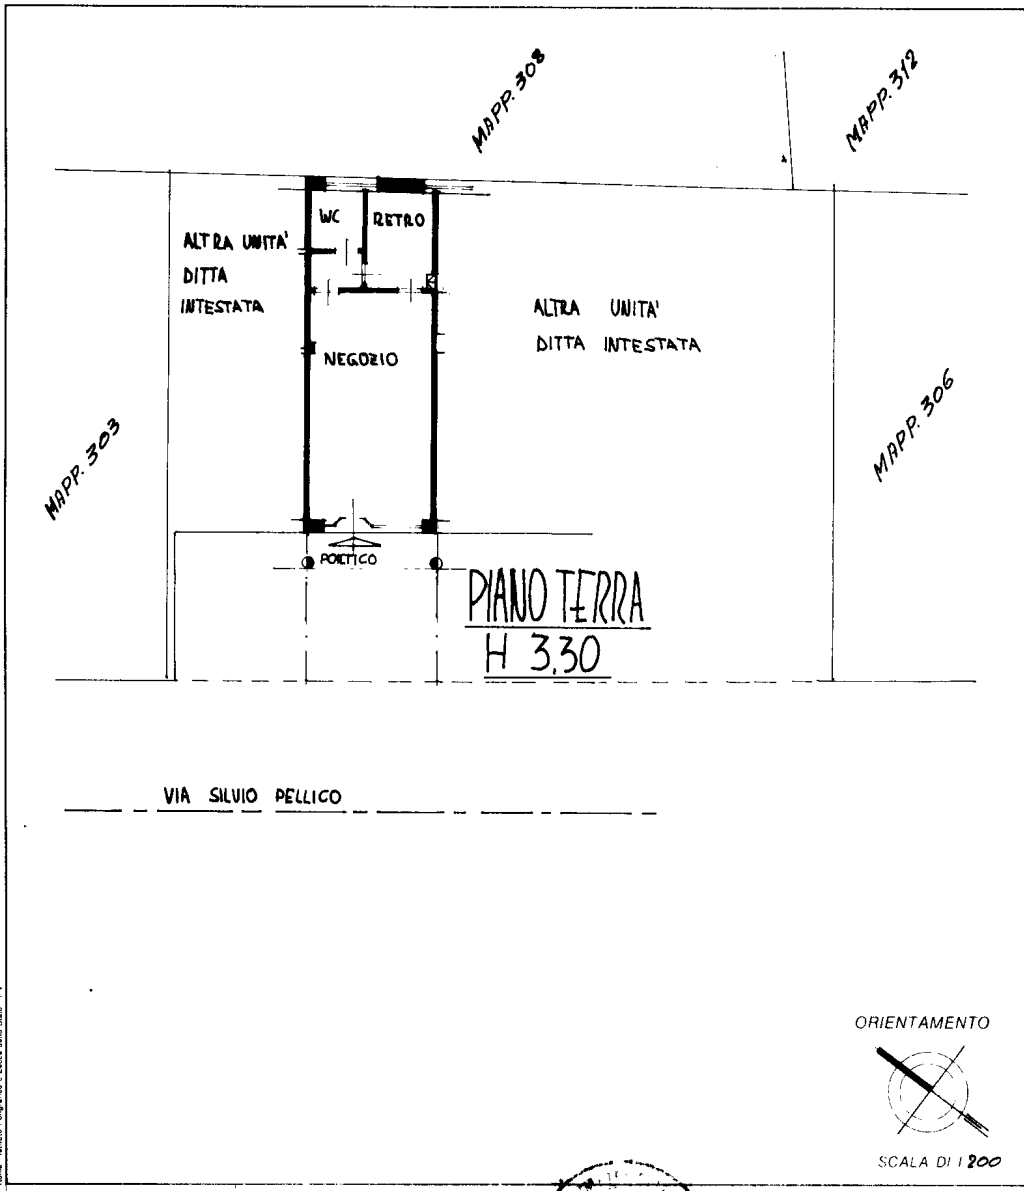 MAPP. 308
MAPP. 312
WC
RETRO
ALTRA UNITA'
DITTA
INTESTATA
ALTRA UNITA'
DITTA INTESTATA
NEGOZIO
MAPP. 303
MAPP. 306
PORTICO
PIANO TERRA
H 3,30
VIA SILVIO PELLICO
ORIENTAMENTO
SCALA DI 1 200